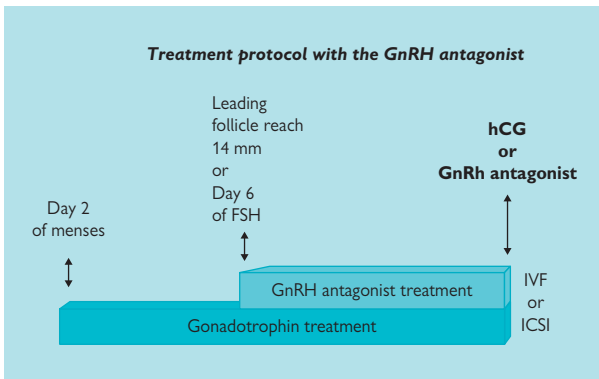 Treatment protocol with the GnRH antagonist
Leading
follicle reach
14 mm
or
Day 6
of FSH
hCG
or
GnRh antagonist
Day 2
of menses
GnRH antagonist treatment
IVF
or
ICSI
Gonadotrophin treatment